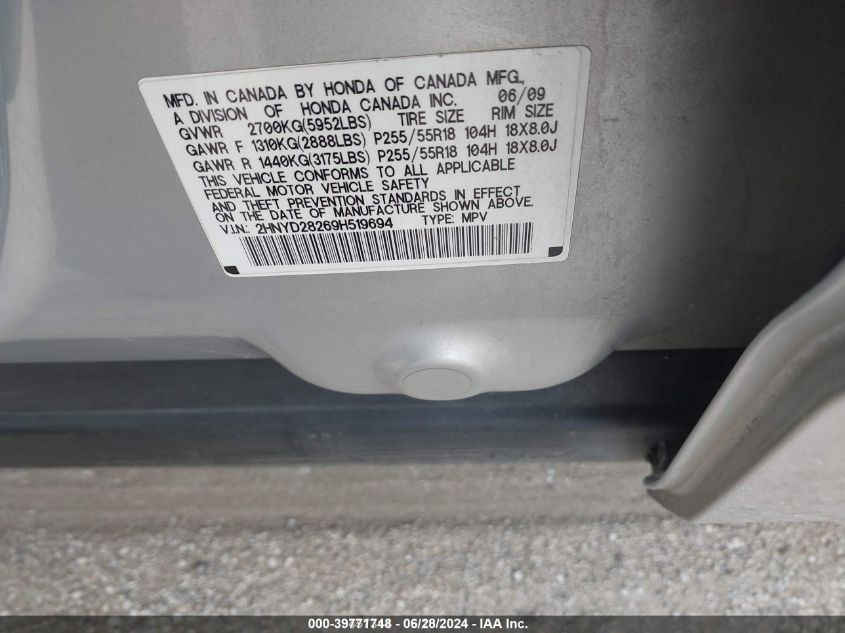 MFD. IN CANADA BY HONDA OF CANADA MFG.,
A DIVISION OF HONDA CANADA INC. 06/09
GVWR 2700KG(5952LBS) TIRE SIZE RIM SIZE
GAWR F 1310KG(2888LBS) P255/55R18 104H 18X8.0J
GAWR R 1440KG(3175LBS) P255/55R18 104H 18X8.0J
THIS VEHICLE CONFORMS TO ALL APPLICABLE
FEDERAL MOTOR VEHICLE SAFETY
AND THEFT PREVENTION STANDARDS IN EFFECT
ON THE DATE OF MANUFACTURE SHOWN ABOVE.
V.I.N.: 2HNYD28269H519694 TYPE: MPV
000-39771748 - 06/28/2024 - IAA Inc.